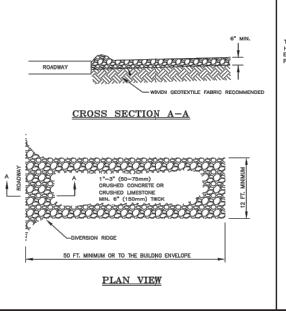 6" MIN.
ROADWAY
WOVEN GEOTEXTILE FABRIC RECOMMENDED
CROSS SECTION A-A
A
A
ROADWAY
1"-3" (50-75mm)
CRUSHED CONCRETE OR
CRUSHED LIMESTONE
MIN. 6" (150mm) THICK
12 FT. MINIMUM
DIVERSION RIDGE
50 FT. MINIMUM OR TO THE BUILDING ENVELOPE
PLAN VIEW